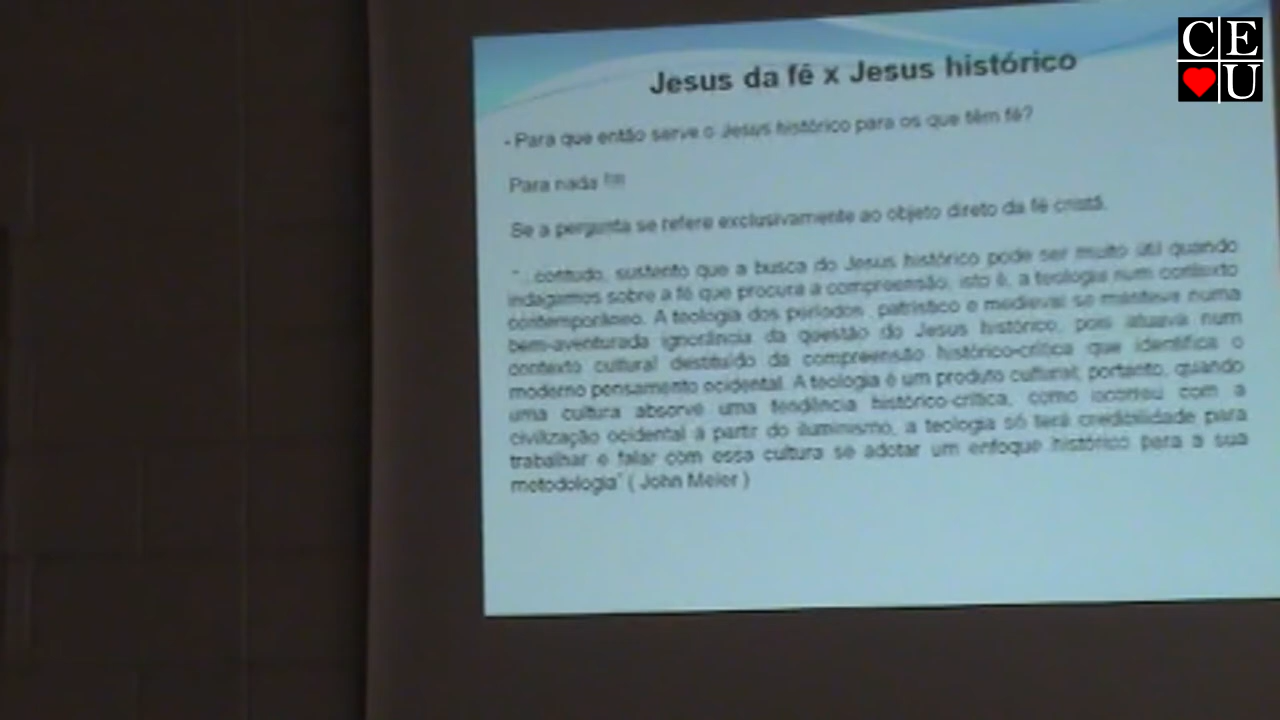 Jesus da fé x Jesus histórico
- Para que então serve o Jesus histórico para os que têm fé?
Para nada !!!!
Se a pergunta se refere exclusivamente ao objeto direto da fé cristã.
" ..contudo, sustento que a busca do Jesus histórico pode ser muito útil quando
indagamos sobre a fé que procura a compreensão, isto é, a teologia num contexto
contemporâneo. A teologia dos períodos patrístico e medieval se manteve numa
bem-aventurada ignorância da questão do Jesus histórico, pois atuava num
contexto cultural destituído da compreensão histórico-crítica que identifica o
moderno pensamento ocidental. A teologia é um produto cultural; portanto, quando
uma cultura absorve uma tendência histórico-crítica, como ocorreu com a
civilização ocidental a partir do iluminismo, a teologia só terá credibilidade para
trabalhar e falar com essa cultura se adotar um enfoque histórico para a sua
metodologia" ( John Meier )
CE
U